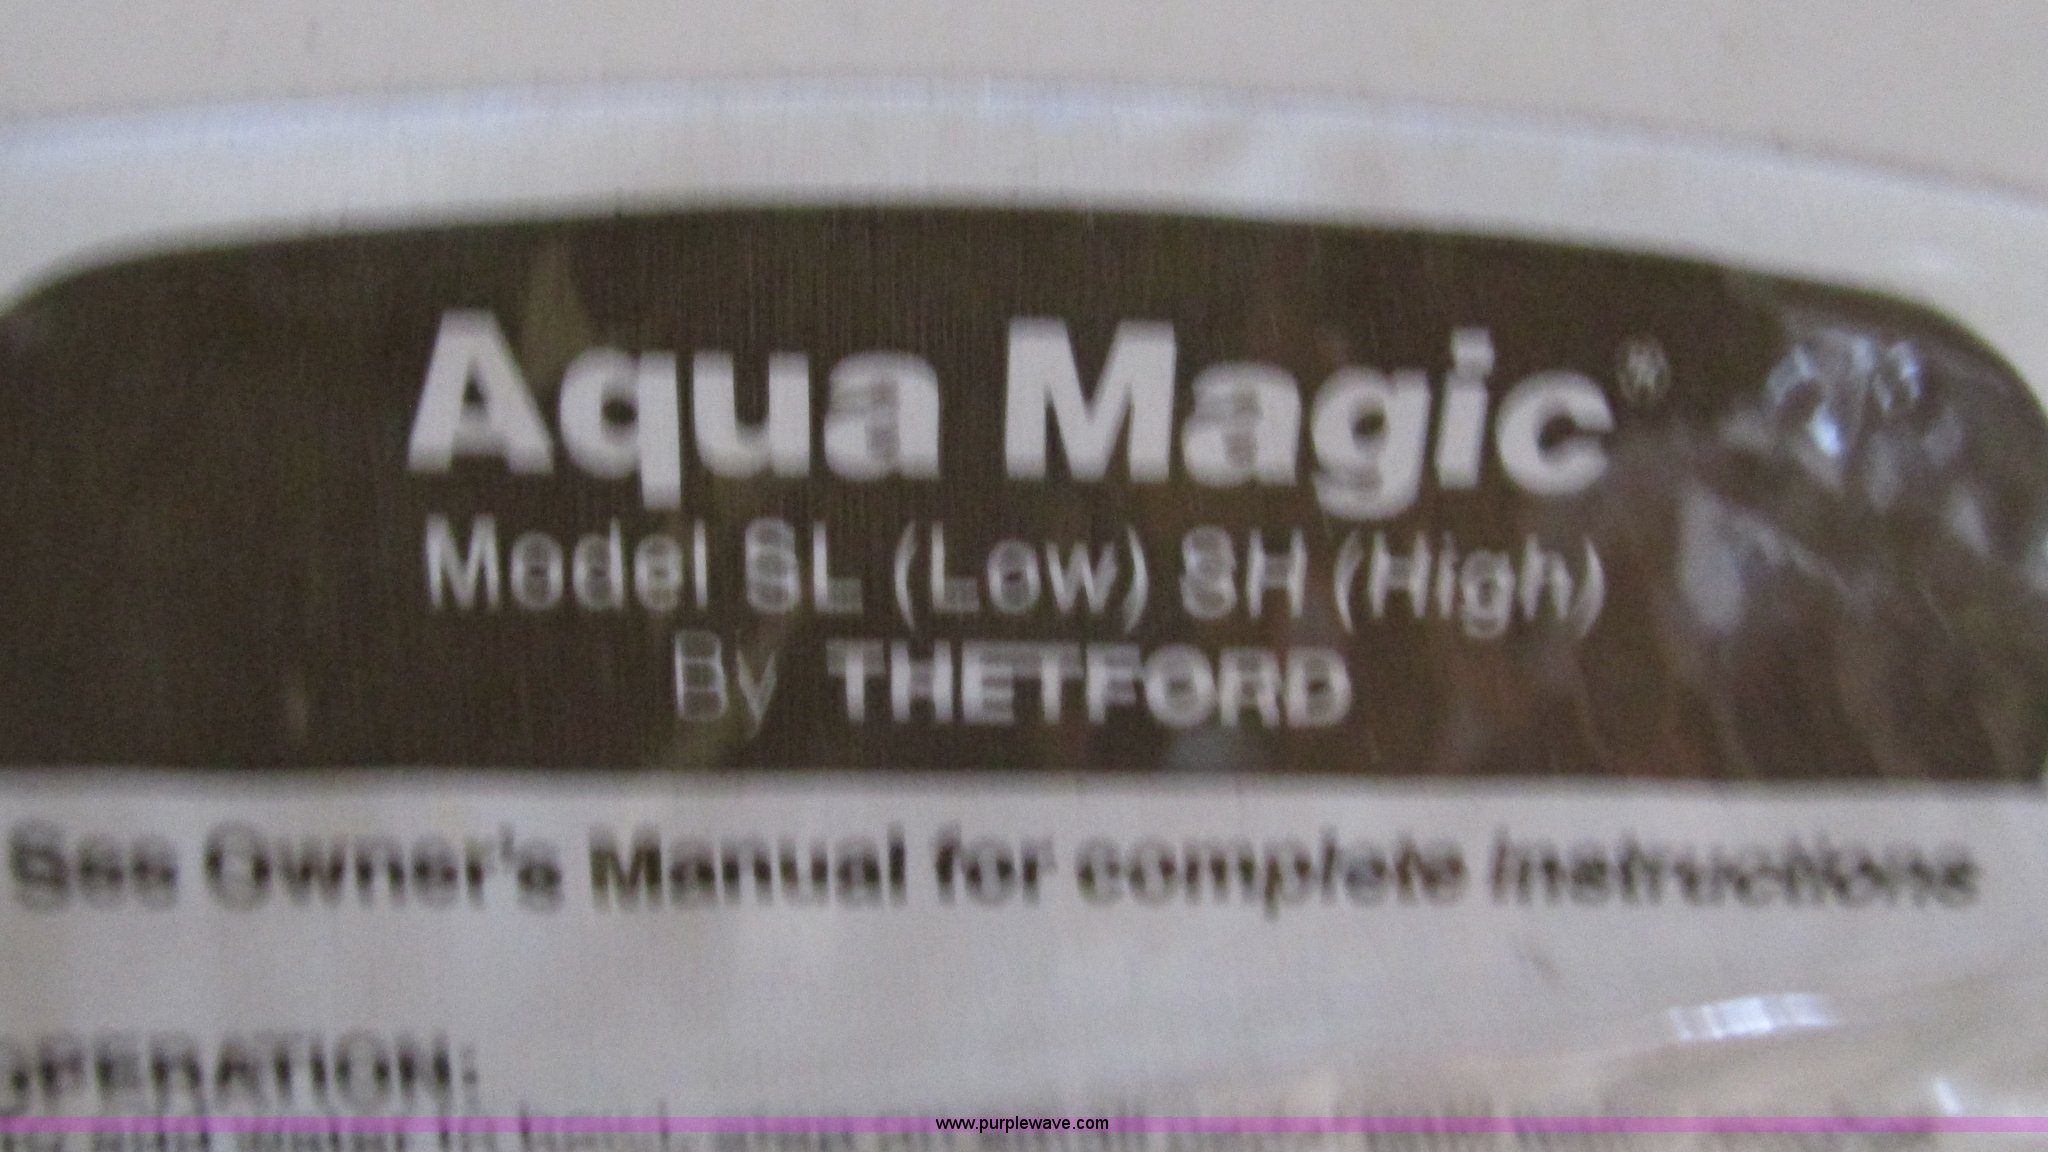 Aqua Magic®
Model SL (Low) SH (High)
By THETFORD
See Owner's Manual for complete instructions
OPERATION:
www.purplewave.com